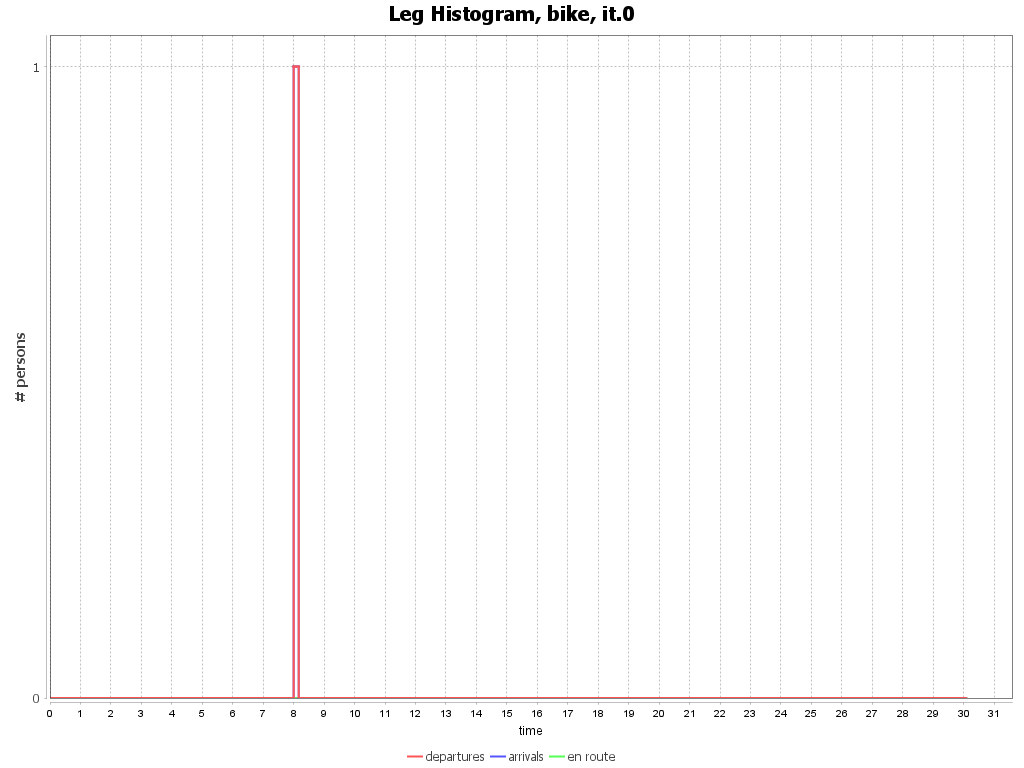 Leg Histogram, bike, it.0
1
# persons
0
0 1 2 3 4 5 6 7 8 9 10 11 12 13 14 15 16 17 18 19 20 21 22 23 24 25 26 27 28 29 30 31
time
departures arrivals en route